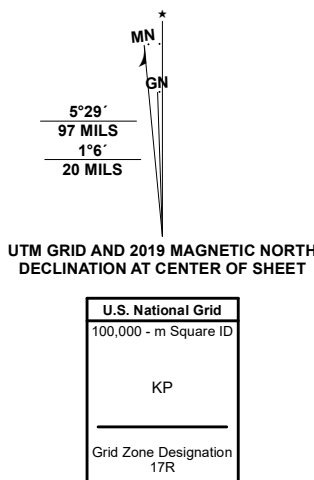 ★
MN
GN
5°29´
97 MILS
1°6´
20 MILS
UTM GRID AND 2019 MAGNETIC NORTH
DECLINATION AT CENTER OF SHEET
U.S. National Grid
100,000 - m Square ID
KP
Grid Zone Designation
17R